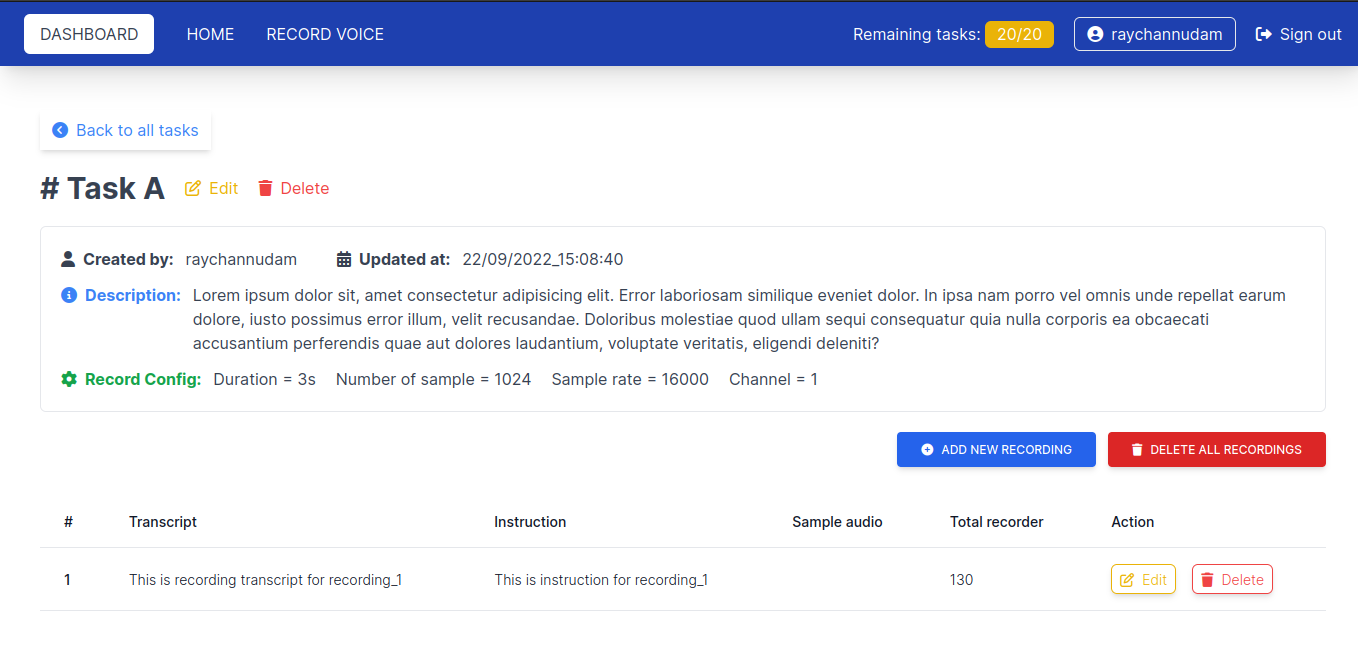 DASHBOARD HOME RECORD VOICE Remaining tasks: 20/20 raychannudam Sign out
Back to all tasks
# Task A Edit Delete
Created by: raychannudam Updated at: 22/09/2022_15:08:40
Description: Lorem ipsum dolor sit, amet consectetur adipisicing elit. Error laboriosam similique eveniet dolor. In ipsa nam porro vel omnis unde repellat earum
dolore, iusto possimus error illum, velit recusandae. Doloribus molestiae quod ullam sequi consequatur quia nulla corporis ea obcaecati
accusantium perferendis quae aut dolores laudantium, voluptate veritatis, eligendi deleniti?
Record Config: Duration = 3s Number of sample = 1024 Sample rate = 16000 Channel = 1
ADD NEW RECORDING DELETE ALL RECORDINGS
# Transcript Instruction Sample audio Total recorder Action
1 This is recording transcript for recording_1 This is instruction for recording_1 130 Edit Delete